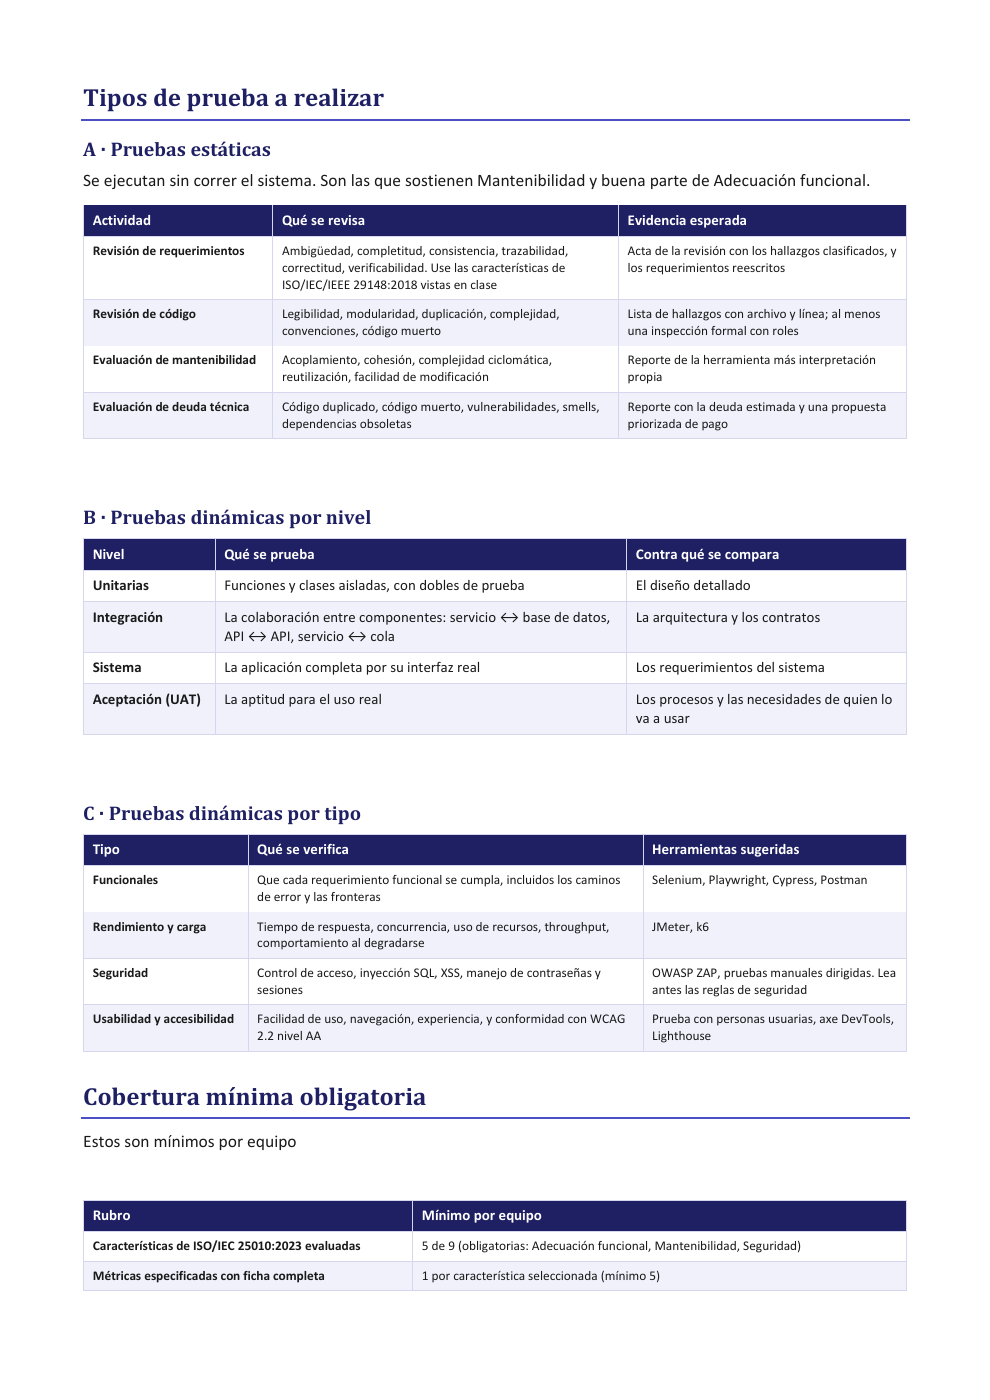 Tipos de prueba a realizar
A · Pruebas estáticas
Se ejecutan sin correr el sistema. Son las que sostienen Mantenibilidad y buena parte de Adecuación funcional.
Actividad
Qué se revisa
Evidencia esperada
Revisión de requerimientos
Ambigüedad, completitud, consistencia, trazabilidad,
correctitud, verificabilidad. Use las características de
ISO/IEC/IEEE 29148:2018 vistas en clase
Acta de la revisión con los hallazgos clasificados, y
los requerimientos reescritos
Revisión de código
Legibilidad, modularidad, duplicación, complejidad,
convenciones, código muerto
Lista de hallazgos con archivo y línea; al menos
una inspección formal con roles
Evaluación de mantenibilidad
Acoplamiento, cohesión, complejidad ciclomática,
reutilización, facilidad de modificación
Reporte de la herramienta más interpretación
propia
Evaluación de deuda técnica
Código duplicado, código muerto, vulnerabilidades, smells,
dependencias obsoletas
Reporte con la deuda estimada y una propuesta
priorizada de pago
B · Pruebas dinámicas por nivel
Nivel
Qué se prueba
Contra qué se compara
Unitarias
Funciones y clases aisladas, con dobles de prueba
El diseño detallado
Integración
La colaboración entre componentes: servicio ↔ base de datos,
API ↔ API, servicio ↔ cola
La arquitectura y los contratos
Sistema
La aplicación completa por su interfaz real
Los requerimientos del sistema
Aceptación (UAT)
La aptitud para el uso real
Los procesos y las necesidades de quien lo
va a usar
C · Pruebas dinámicas por tipo
Tipo
Qué se verifica
Herramientas sugeridas
Funcionales
Que cada requerimiento funcional se cumpla, incluidos los caminos
de error y las fronteras
Selenium, Playwright, Cypress, Postman
Rendimiento y carga
Tiempo de respuesta, concurrencia, uso de recursos, throughput,
comportamiento al degradarse
JMeter, k6
Seguridad
Control de acceso, inyección SQL, XSS, manejo de contraseñas y
sesiones
OWASP ZAP, pruebas manuales dirigidas. Lea
antes las reglas de seguridad
Usabilidad y accesibilidad
Facilidad de uso, navegación, experiencia, y conformidad con WCAG
2.2 nivel AA
Prueba con personas usuarias, axe DevTools,
Lighthouse
Cobertura mínima obligatoria
Estos son mínimos por equipo
Rubro
Mínimo por equipo
Características de ISO/IEC 25010:2023 evaluadas
5 de 9 (obligatorias: Adecuación funcional, Mantenibilidad, Seguridad)
Métricas especificadas con ficha completa
1 por característica seleccionada (mínimo 5)